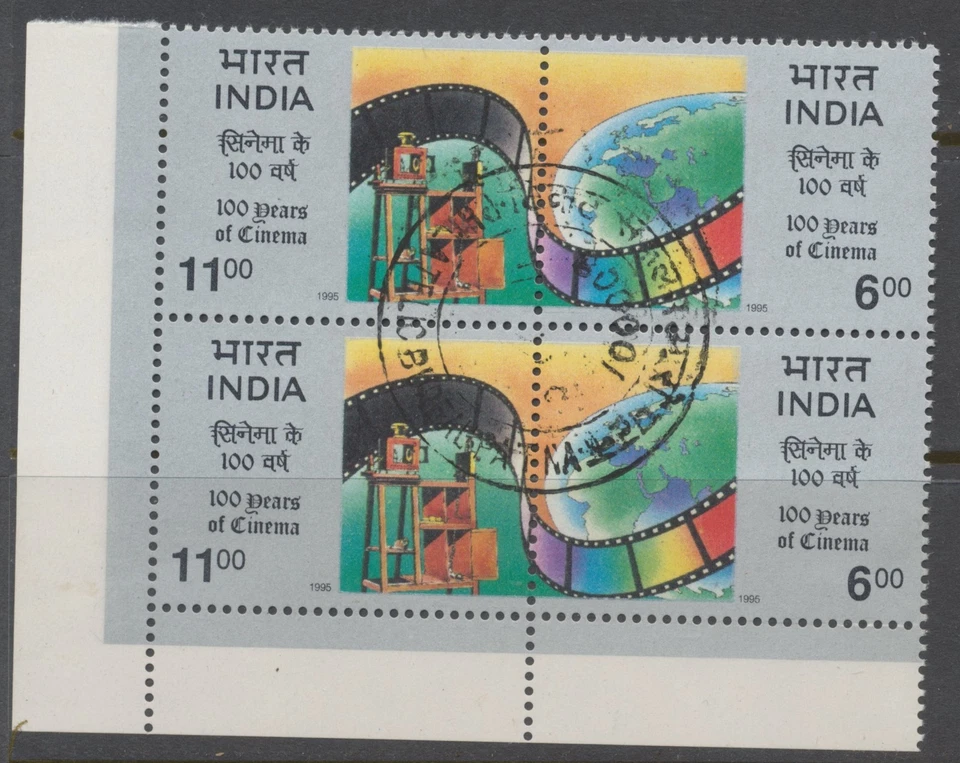 भारत
INDIA
सिनेमा के
100 वर्ष
100 Years
of Cinema
11 00
1995
भारत
INDIA
सिनेमा के
100 वर्ष
100 Years
of Cinema
6 00
1995
भारत
INDIA
सिनेमा के
100 वर्ष
100 Years
of Cinema
11 00
1995
भारत
INDIA
सिनेमा के
100 वर्ष
100 Years
of Cinema
6 00
1995